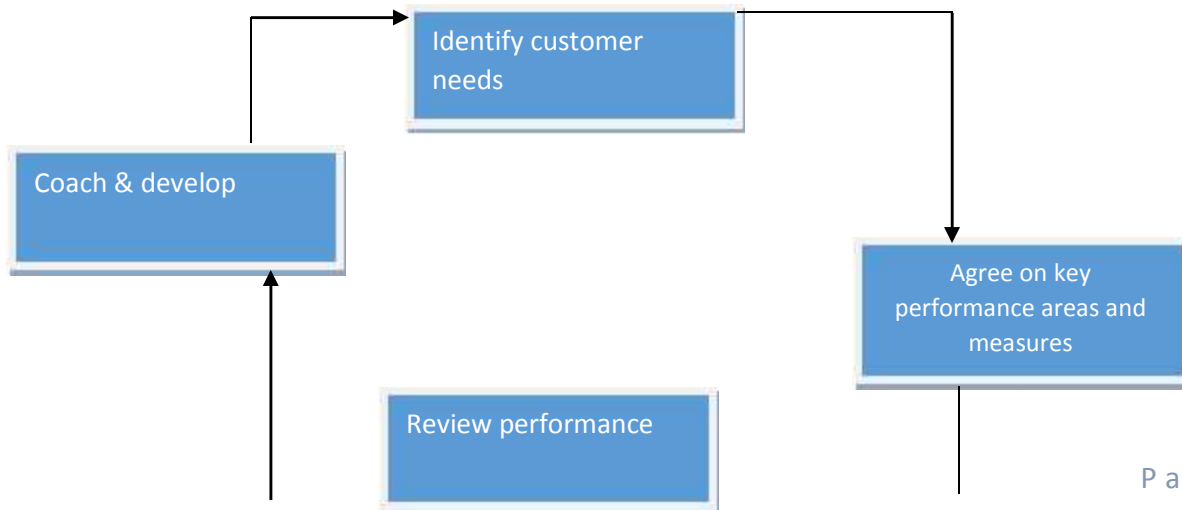 Identify customer
needs
Coach & develop
Agree on key
performance areas and
measures
Review performance
P a